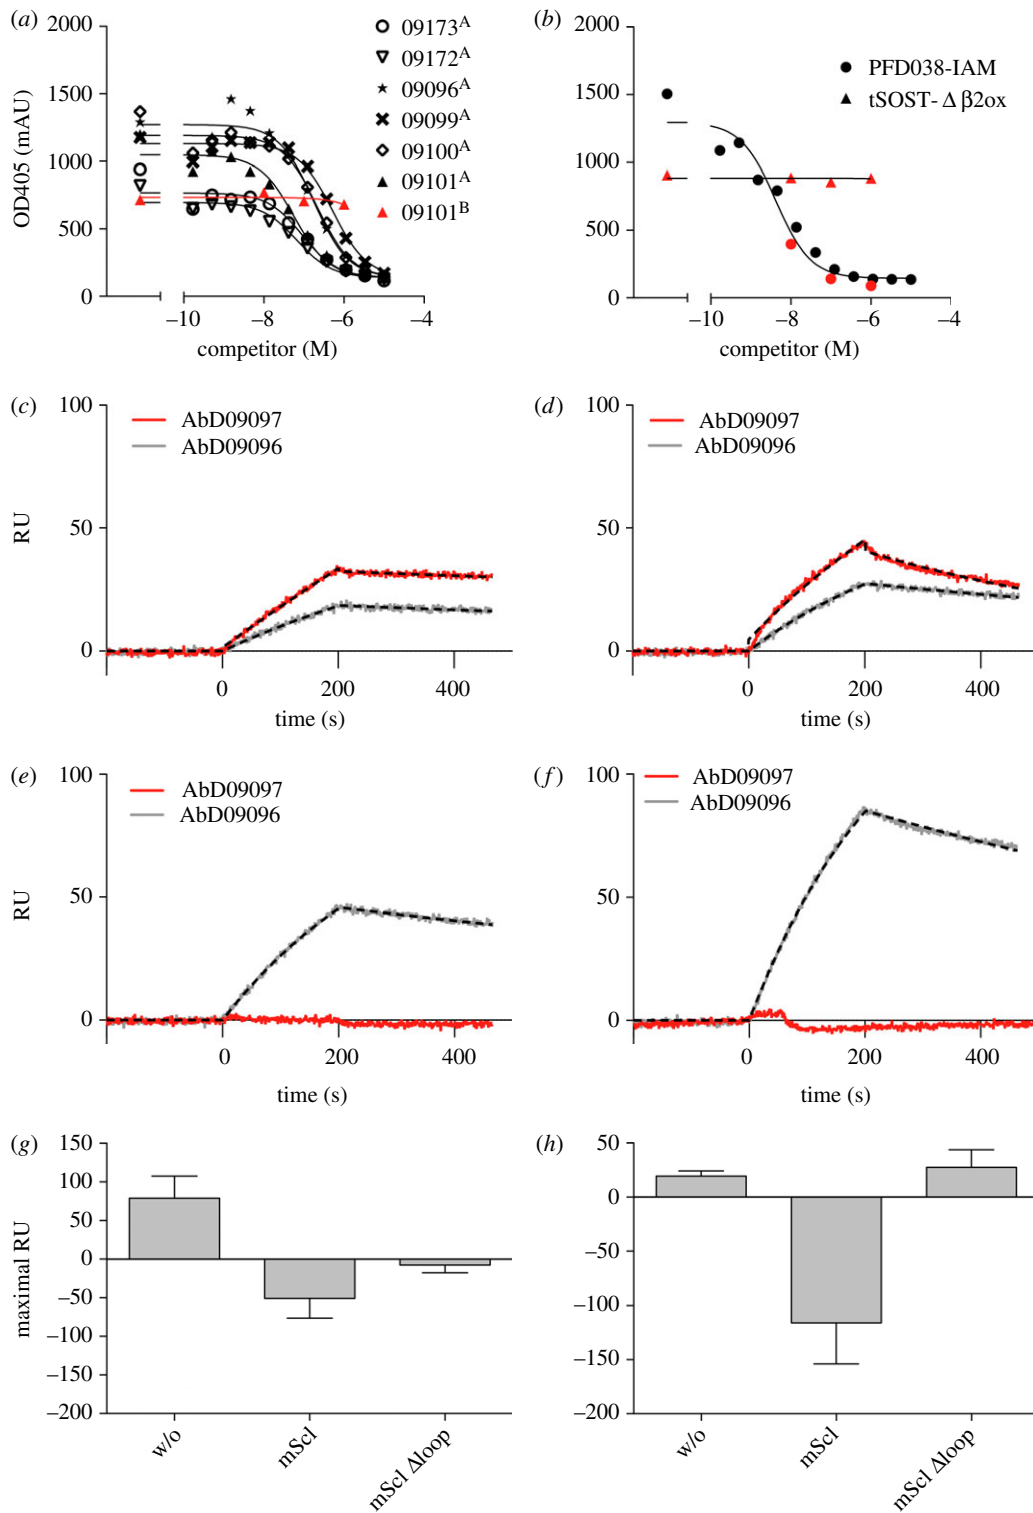 (a)
2000
1500
1000
500
0
OD405 (mAU)
−10
−8
−6
−4
competitor (M)
09173A
09172A
09096A
09099A
09100A
09101A
09101B
(b)
2000
1500
1000
500
0
−10
−8
−6
−4
competitor (M)
PFD038-IAM
tSOST-Δβ2ox
(c)
100
50
0
RU
AbD09097
AbD09096
0
200
400
time (s)
(d)
100
50
0
AbD09097
AbD09096
0
200
400
time (s)
(e)
100
50
0
RU
AbD09097
AbD09096
0
200
400
time (s)
(f)
100
50
0
AbD09097
AbD09096
0
200
400
time (s)
(g)
150
100
50
0
−50
−100
−150
−200
maximal RU
w/o
mScl
mScl Δloop
(h)
50
0
−50
−100
−150
−200
w/o
mScl
mScl Δloop